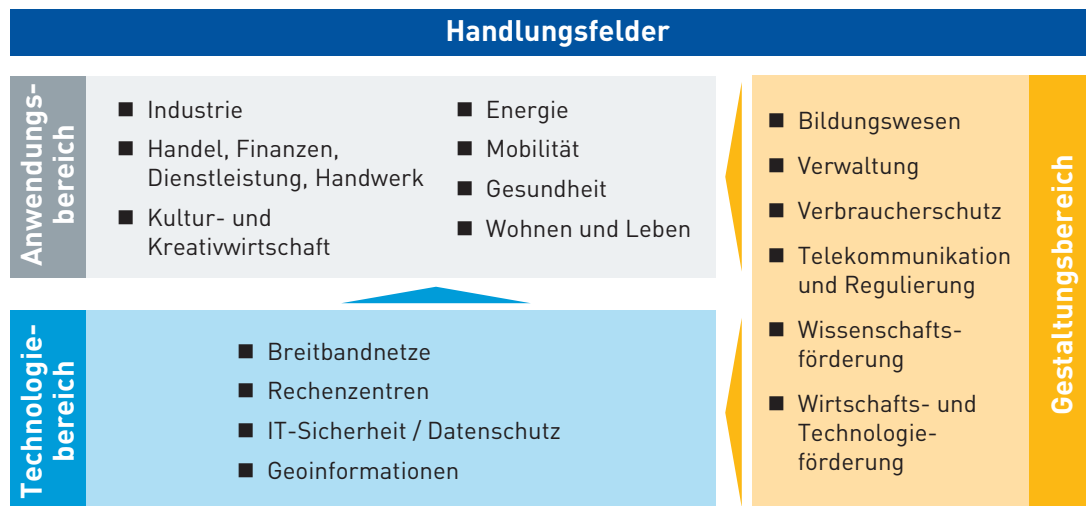 Handlungsfelder
Anwendungs-
bereich
■ Industrie
■ Handel, Finanzen,
Dienstleistung, Handwerk
■ Kultur- und
Kreativwirtschaft
■ Energie
■ Mobilität
■ Gesundheit
■ Wohnen und Leben
Technologie-
bereich
■ Breitbandnetze
■ Rechenzentren
■ IT-Sicherheit / Datenschutz
■ Geoinformationen
■ Bildungswesen
■ Verwaltung
■ Verbraucherschutz
■ Telekommunikation
und Regulierung
■ Wissenschafts-
förderung
■ Wirtschafts- und
Technologie-
förderung
Gestaltungsbereich